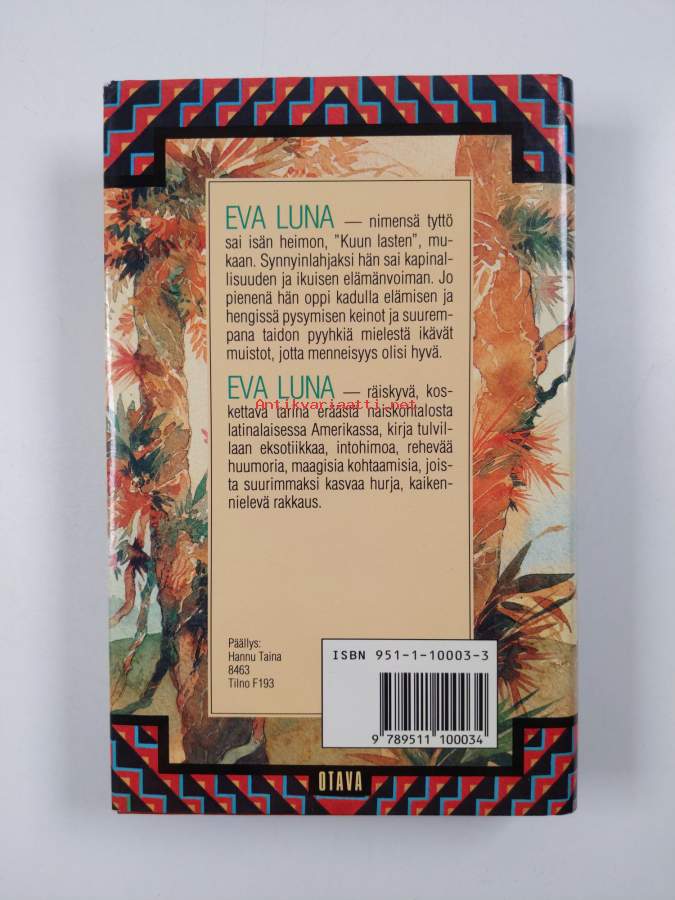 EVA LUNA — nimensä tyttö
sai isän heimon, "Kuun lasten", mu-
kaan. Synnyinlahjaksi hän sai kapinal-
lisuuden ja ikuisen elämänvoiman. Jo
pienenä hän oppi kadulla elämisen ja
hengissä pysymisen keinot ja suurem-
pana taidon pyyhkiä mielestä ikävät
muistot, jotta menneisyys olisi hyvä.
EVA LUNA — räiskyvä, kos-
Antikvariaatti.net
kettava tarina eräästä naiskohtalosta
latinalaisessa Amerikassa, kirja tulvil-
laan eksotiikkaa, intohimoa, rehevää
huumoria, maagisia kohtaamisia, jois-
ta suurimmaksi kasvaa hurja, kaiken-
nielevä rakkaus.
Päällys:
Hannu Taina
8463
Tilno F193
ISBN 951-1-10003-3
9 789511 100034
OTAVA